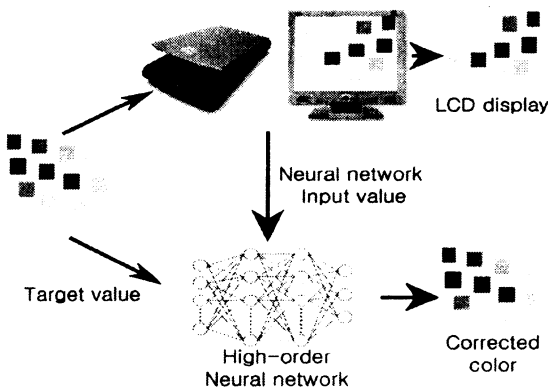 LCD display
Neural network
Input value
Target value
High-order
Neural network
Corrected
color